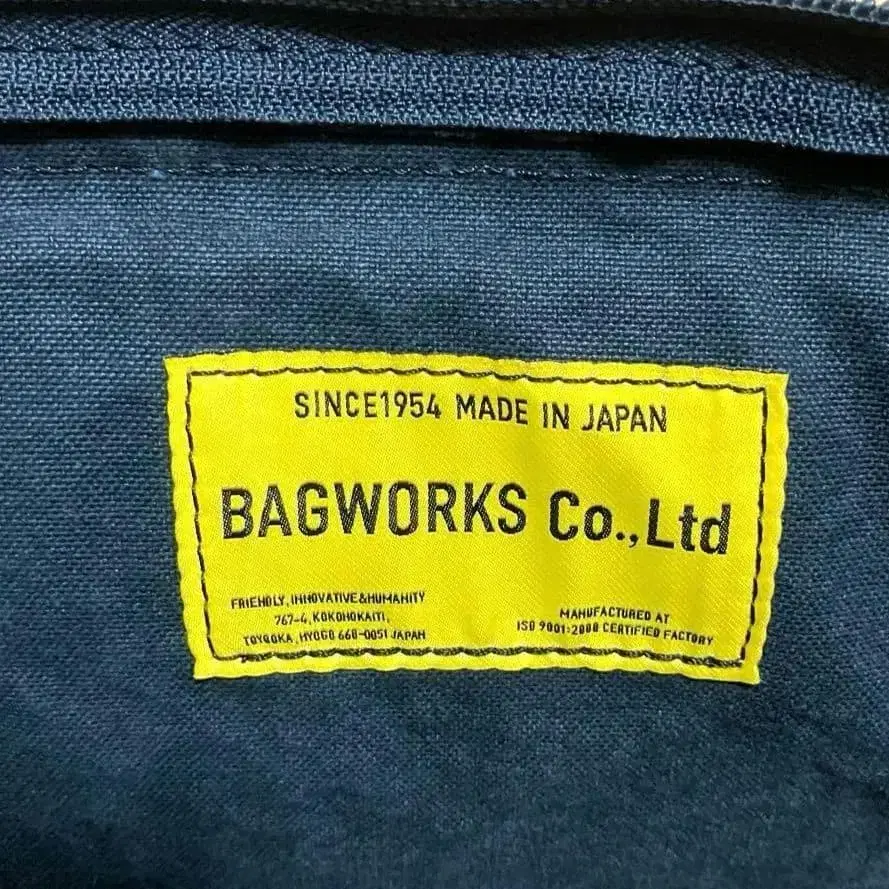 SINCE1954 MADE IN JAPAN
BAGWORKS Co.,Ltd
FRIENDLY, INNOVATIVE&HUMANITY
767-4, KOKONOKAITI,
TOYOOKA, HYOGO 668-0051 JAPAN
MANUFACTURED AT
ISO 9001:2000 CERTIFIED FACTORY